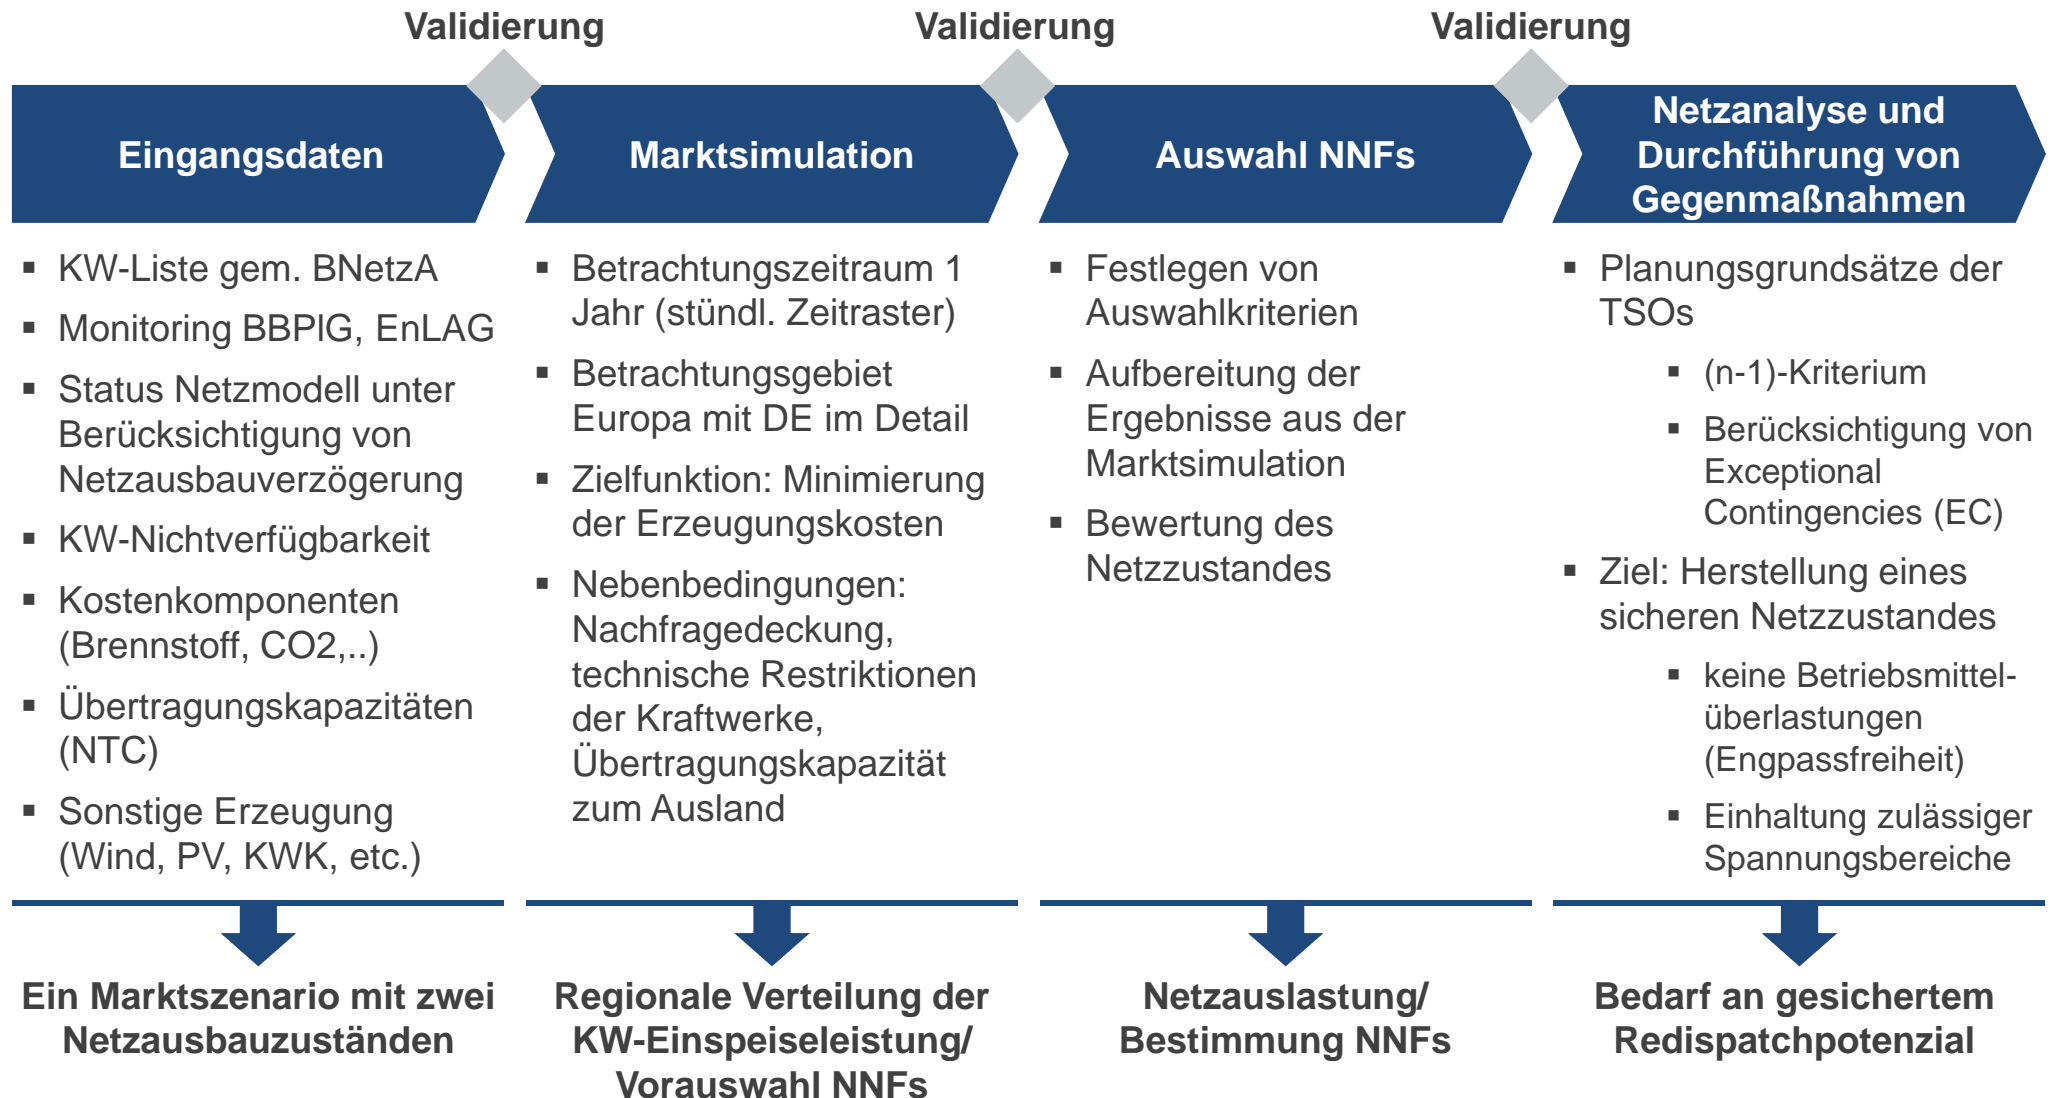 Validierung
Validierung
Validierung
Eingangsdaten
▪ KW-Liste gem. BNetzA
▪ Monitoring BBPlG, EnLAG
▪ Status Netzmodell unter
Berücksichtigung von
Netzausbauverzögerung
▪ KW-Nichtverfügbarkeit
▪ Kostenkomponenten
(Brennstoff, CO2,..)
▪ Übertragungskapazitäten
(NTC)
▪ Sonstige Erzeugung
(Wind, PV, KWK, etc.)
Ein Marktszenario mit zwei
Netzausbauzuständen
Marktsimulation
▪ Betrachtungszeitraum 1
Jahr (stündl. Zeitraster)
▪ Betrachtungsgebiet
Europa mit DE im Detail
▪ Zielfunktion: Minimierung
der Erzeugungskosten
▪ Nebenbedingungen:
Nachfragedeckung,
technische Restriktionen
der Kraftwerke,
Übertragungskapazität
zum Ausland
Regionale Verteilung der
KW-Einspeiseleistung/
Vorauswahl NNFs
Auswahl NNFs
▪ Festlegen von
Auswahlkriterien
▪ Aufbereitung der
Ergebnisse aus der
Marktsimulation
▪ Bewertung des
Netzzustandes
Netzauslastung/
Bestimmung NNFs
Netzanalyse und
Durchführung von
Gegenmaßnahmen
▪ Planungsgrundsätze der
TSOs
▪ (n-1)-Kriterium
▪ Berücksichtigung von
Exceptional
Contingencies (EC)
▪ Ziel: Herstellung eines
sicheren Netzzustandes
▪ keine Betriebsmittel-
überlastungen
(Engpassfreiheit)
▪ Einhaltung zulässiger
Spannungsbereiche
Bedarf an gesichertem
Redispatchpotenzial